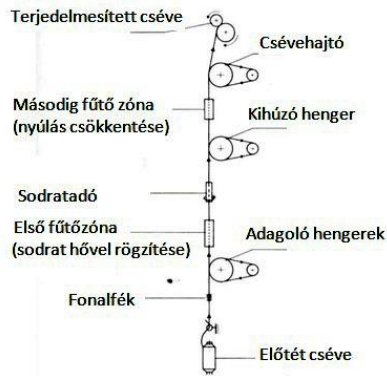 Terjedelmesített cséve
Csévehajtó
Másodig fűtő zóna
(nyúlás csökkentése)
Kihúzó henger
Sodratadó
Első fűtőzóna
(sodrat hővel rögzítése)
Adagoló hengerek
Fonalfék
Előtét cséve